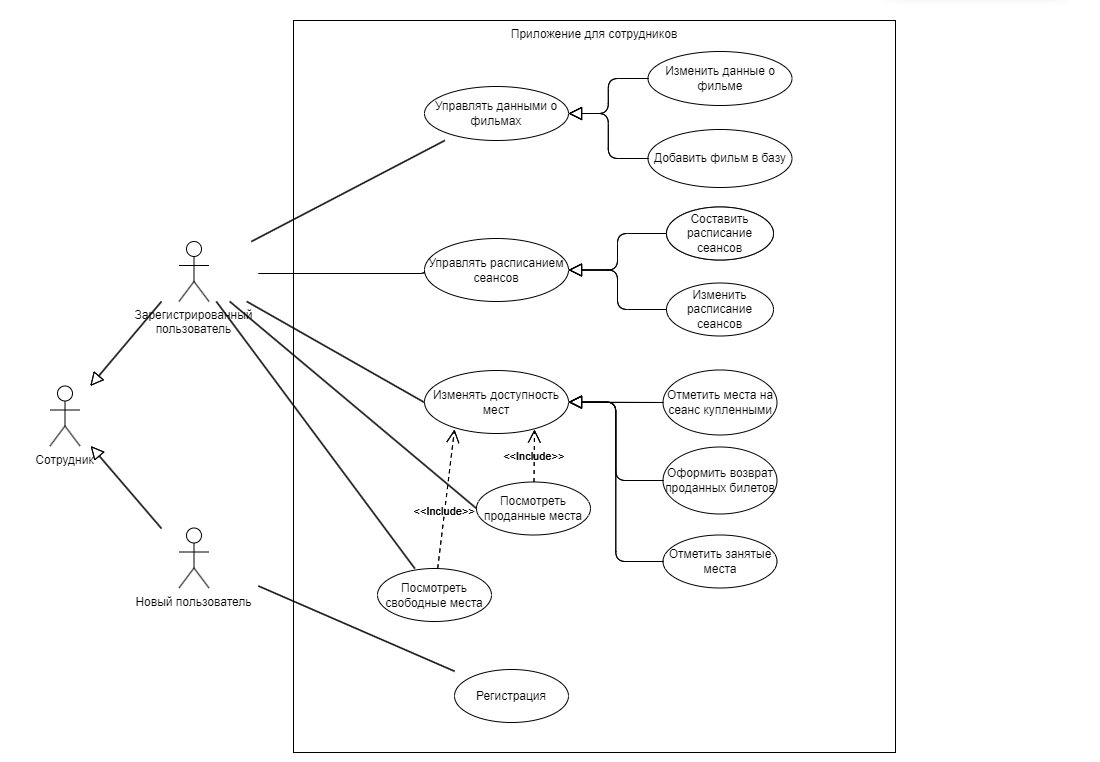 Приложение для сотрудников
Изменить данные о
фильме
Управлять данными о
фильмах
Добавить фильм в базу
Составить
расписание
сеансов
Управлять расписанием
сеансов
Изменить
расписание
сеансов
Зарегистрированный
пользователь
Изменять доступность
мест
Отметить места на
сеанс купленными
Сотрудник
<<Include>>
Оформить возврат
проданных билетов
Посмотреть
проданные места
<<Include>>
Отметить занятые
места
Посмотреть
свободные места
Новый пользователь
Регистрация